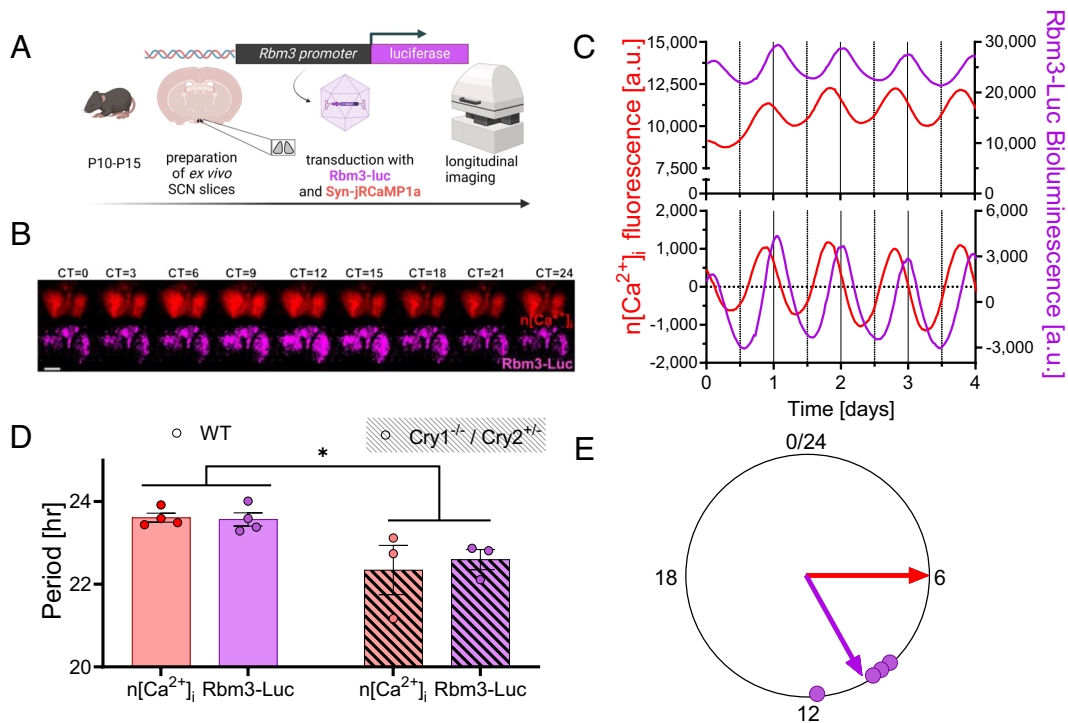 A
Rbm3 promoter
luciferase
P10-P15
preparation
of ex vivo
SCN slices
transduction with
Rbm3-luc
and Syn-jRCaMP1a
longitudinal
imaging
B
CT=0 CT=3 CT=6 CT=9 CT=12 CT=15 CT=18 CT=21 CT=24
n[Ca²⁺]ᵢ
Rbm3-Luc
C
n[Ca²⁺]ᵢ fluorescence [a.u.]
15,000
12,500
10,000
7,500
0
30,000
20,000
10,000
0
2,000
1,000
0
-1,000
-2,000
6,000
3,000
0
-3,000
Rbm3-Luc Bioluminescence [a.u.]
0 1 2 3 4
Time [days]
D
WT
Cry1⁻/⁻ / Cry2⁺/⁻
*
Period [hr]
24
22
20
n[Ca²⁺]ᵢ Rbm3-Luc n[Ca²⁺]ᵢ Rbm3-Luc
E
0/24
18
6
12